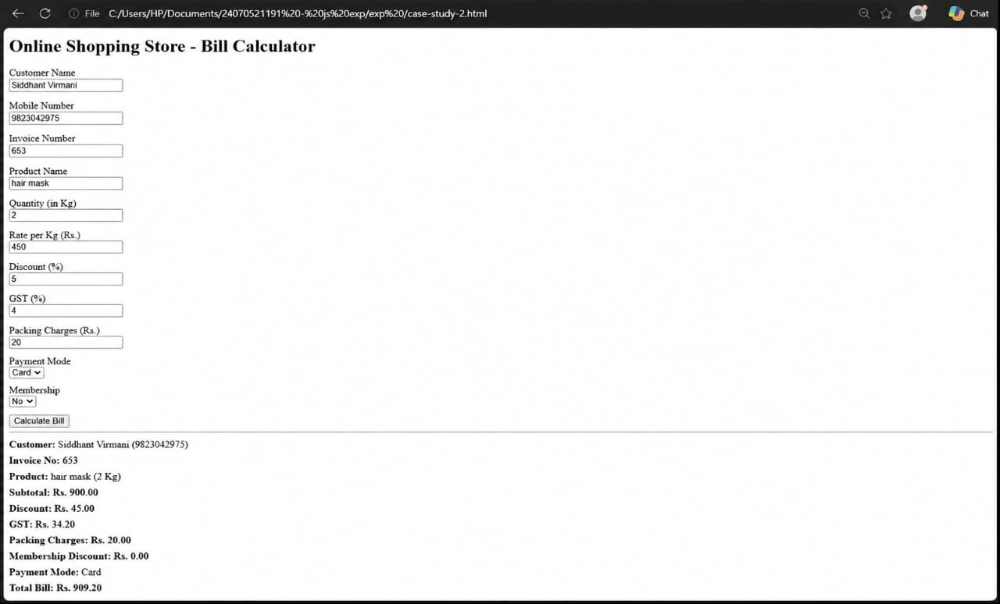 File C:/Users/HP/Documents/24070521191%20-%20js%20exp/exp%20/case-study-2.html Chat
Online Shopping Store - Bill Calculator
Customer Name
Siddhant Virmani
Mobile Number
9823042975
Invoice Number
653
Product Name
hair mask
Quantity (in Kg)
2
Rate per Kg (Rs.)
450
Discount (%)
5
GST (%)
4
Packing Charges (Rs.)
20
Payment Mode
Card
Membership
No
Calculate Bill
Customer: Siddhant Virmani (9823042975)
Invoice No: 653
Product: hair mask (2 Kg)
Subtotal: Rs. 900.00
Discount: Rs. 45.00
GST: Rs. 34.20
Packing Charges: Rs. 20.00
Membership Discount: Rs. 0.00
Payment Mode: Card
Total Bill: Rs. 909.20